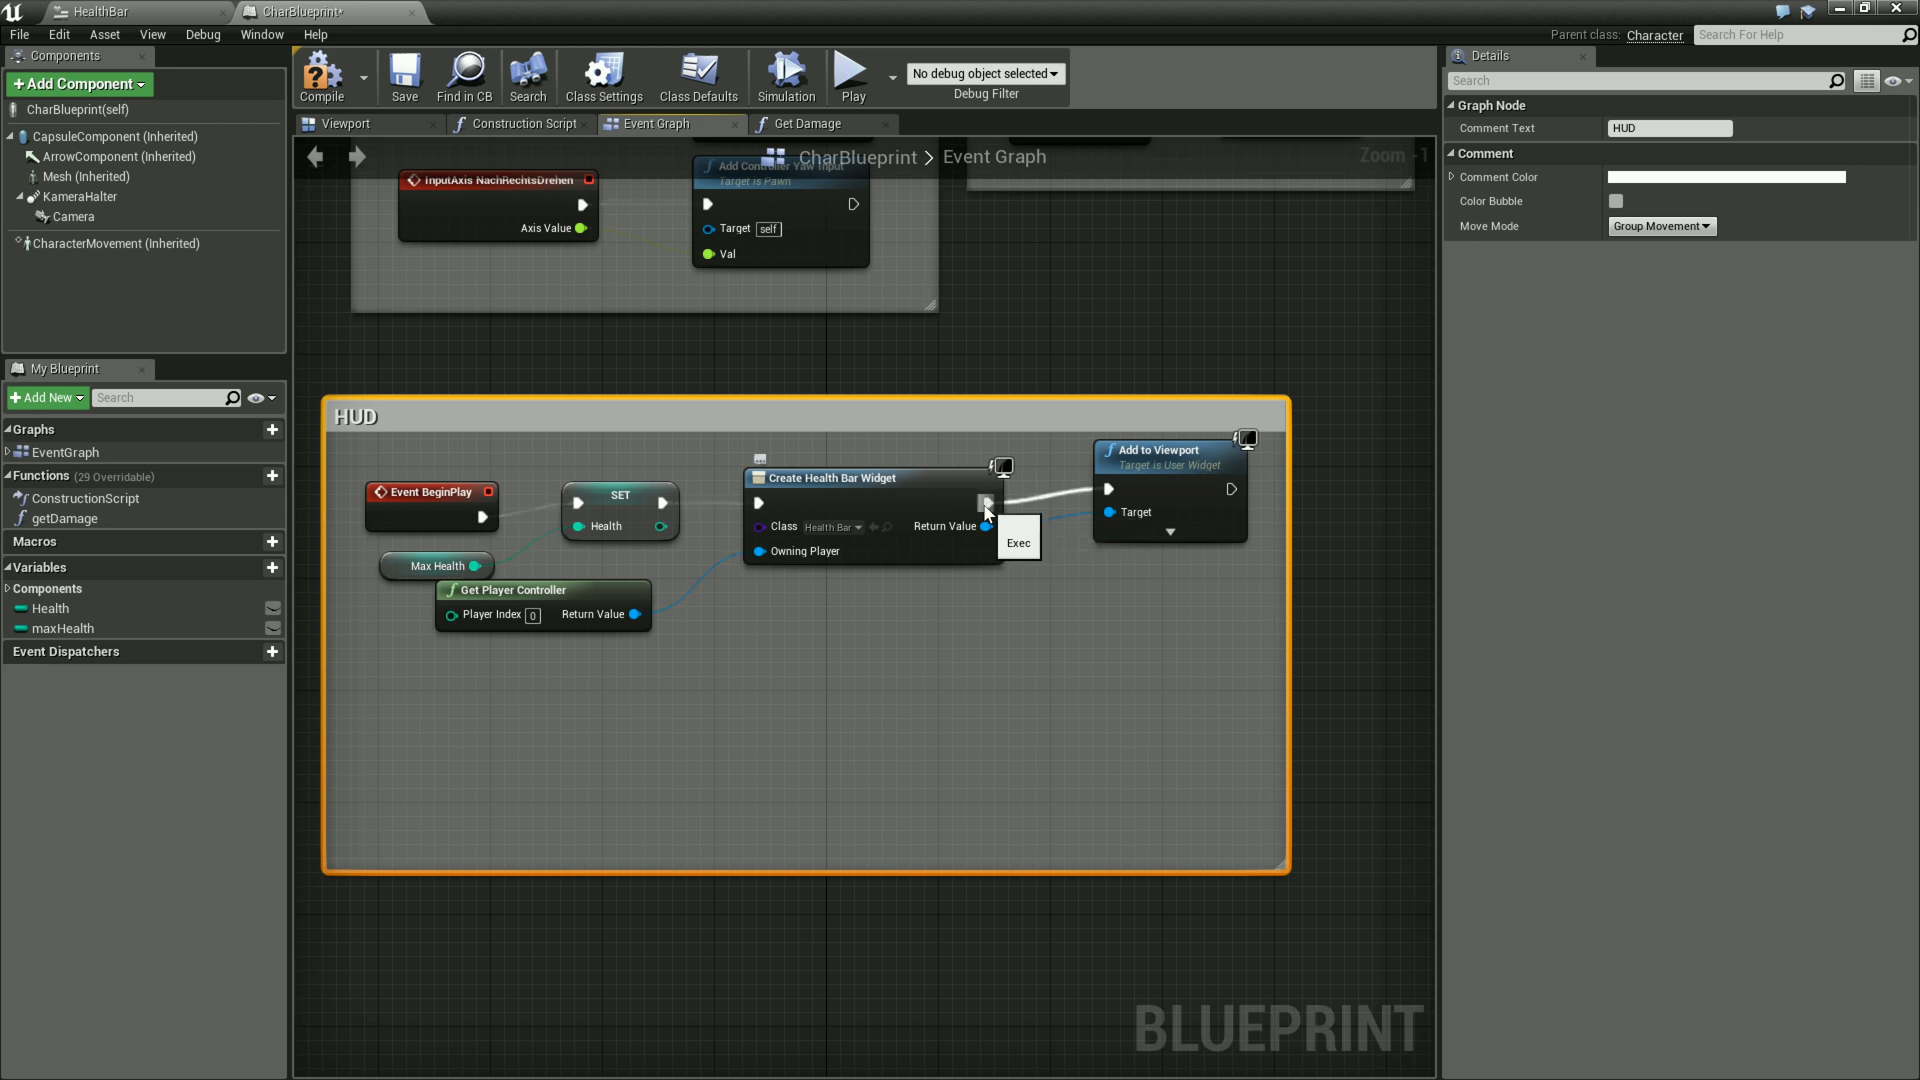 HealthBar
CharBlueprint*
File Edit Asset View Debug Window Help
Parent class: Character
Search For Help
Components
+Add Component
CharBlueprint(self)
CapsuleComponent (Inherited)
ArrowComponent (Inherited)
Mesh (Inherited)
KameraHalter
Camera
CharacterMovement (Inherited)
My Blueprint
+Add New
Search
Graphs
EventGraph
Functions (29 Overridable)
ConstructionScript
getDamage
Macros
Variables
Components
Health
maxHealth
Event Dispatchers
Compile
Save
Find in CB
Search
Class Settings
Class Defaults
Simulation
Play
No debug object selected
Debug Filter
Viewport
Construction Script
Event Graph
Get Damage
CharBlueprint > Event Graph
Zoom -1
InputAxis NachRechtsDrehen
Axis Value
Add Controller Yaw Input
Target is Pawn
Target self
Val
HUD
Event BeginPlay
SET
Health
Max Health
Get Player Controller
Player Index 0 Return Value
Create Health Bar Widget
Class Health Bar Return Value
Owning Player
Exec
Add to Viewport
Target is User Widget
Target
BLUEPRINT
Details
Search
Graph Node
Comment Text HUD
Comment
Comment Color
Color Bubble
Move Mode Group Movement